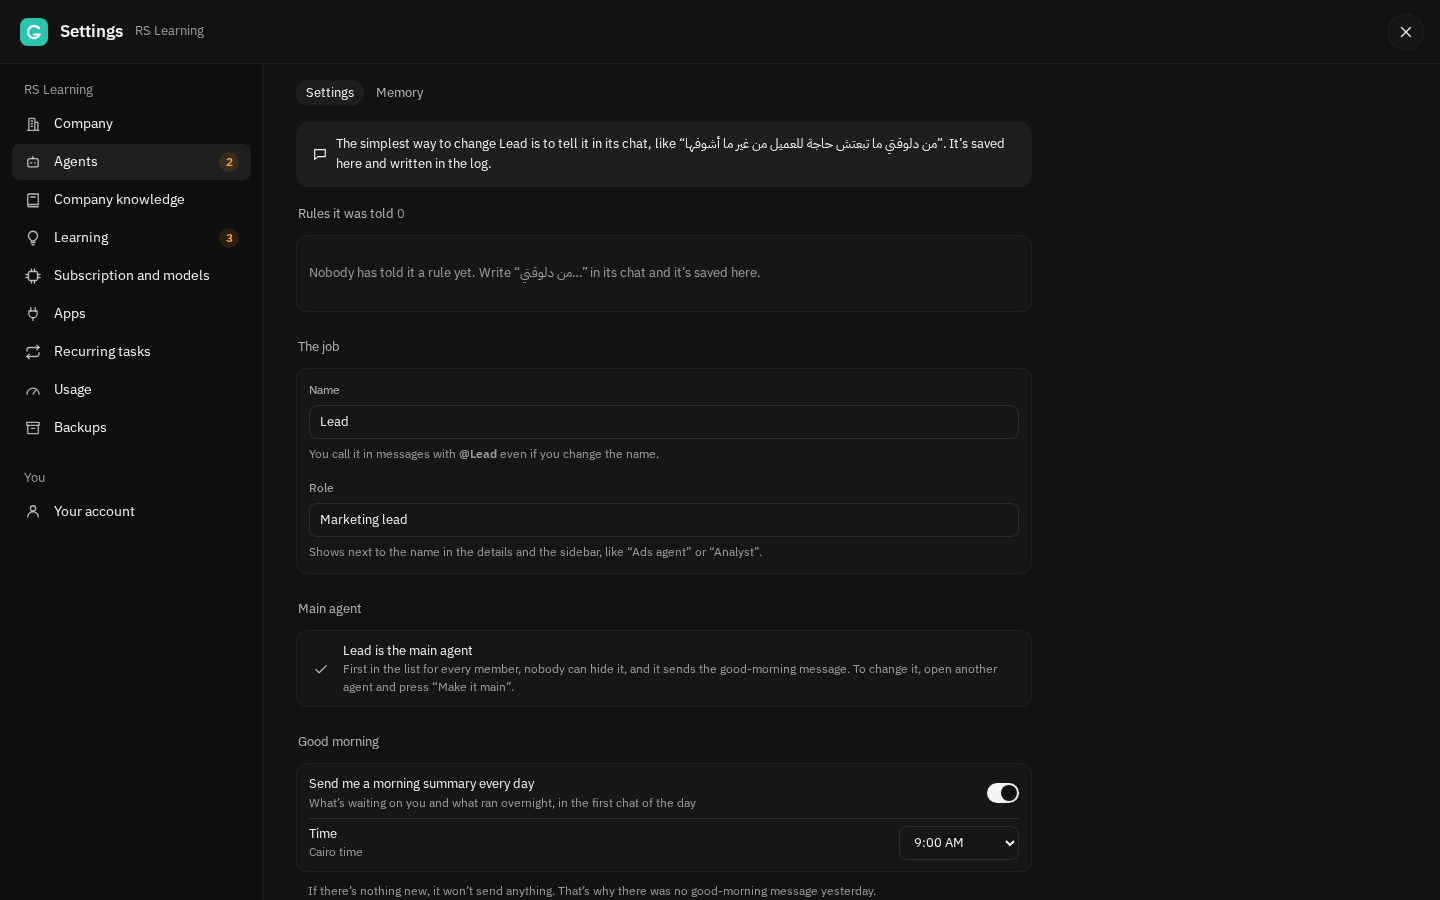 Settings RS Learning
RS Learning
Company
Agents 2
Company knowledge
Learning 3
Subscription and models
Apps
Recurring tasks
Usage
Backups
You
Your account
Settings Memory
The simplest way to change Lead is to tell it in its chat, like “من دلوقتي ما تبعتش حاجة للعميل من غير ما أشوفها”. It’s saved
here and written in the log.
Rules it was told 0
Nobody has told it a rule yet. Write “من دلوقتي…” in its chat and it’s saved here.
The job
Name
Lead
You call it in messages with @Lead even if you change the name.
Role
Marketing lead
Shows next to the name in the details and the sidebar, like “Ads agent” or “Analyst”.
Main agent
Lead is the main agent
First in the list for every member, nobody can hide it, and it sends the good-morning message. To change it, open another
agent and press “Make it main”.
Good morning
Send me a morning summary every day
What’s waiting on you and what ran overnight, in the first chat of the day
Time
Cairo time
9:00 AM
If there’s nothing new, it won’t send anything. That’s why there was no good-morning message yesterday.